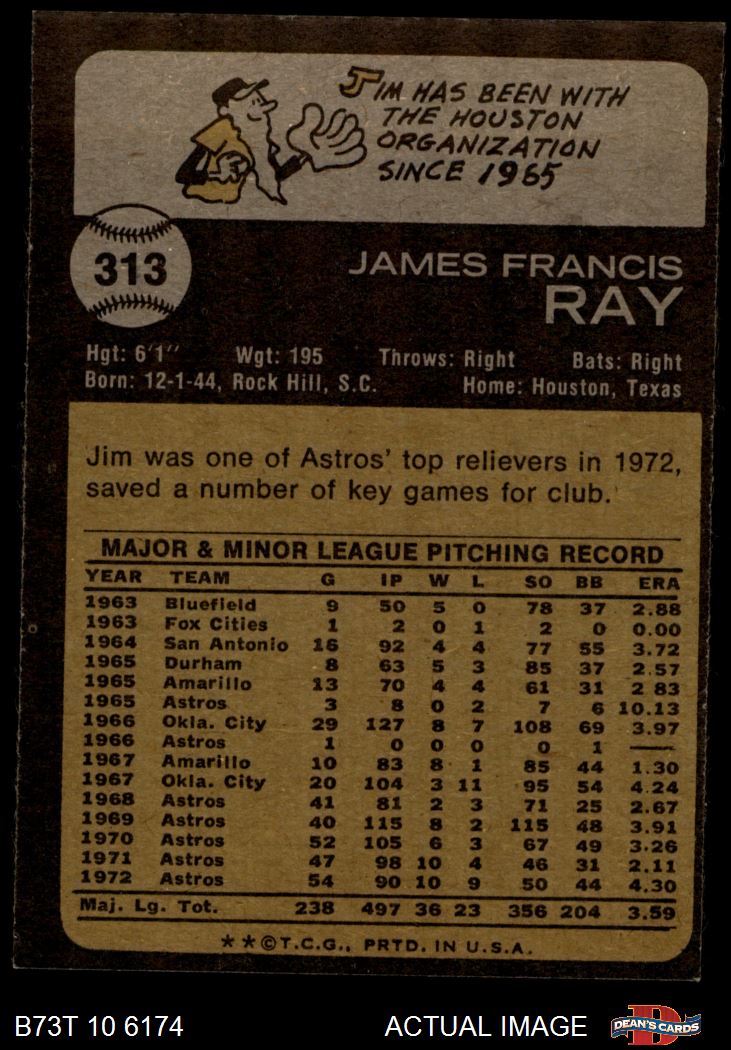 JIM HAS BEEN WITH
THE HOUSTON
ORGANIZATION
SINCE 1965
313
JAMES FRANCIS
RAY
Hgt: 6'1" Wgt: 195 Throws: Right Bats: Right
Born: 12-1-44, Rock Hill, S.C. Home: Houston, Texas
Jim was one of Astros' top relievers in 1972,
saved a number of key games for club.
MAJOR & MINOR LEAGUE PITCHING RECORD
YEAR TEAM G IP W L SO BB ERA
1963 Bluefield 9 50 5 0 78 37 2.88
1963 Fox Cities 1 2 0 1 2 0 0.00
1964 San Antonio 16 92 4 4 77 55 3.72
1965 Durham 8 63 5 3 85 37 2.57
1965 Amarillo 13 70 4 4 61 31 2 83
1965 Astros 3 8 0 2 7 6 10.13
1966 Okla. City 29 127 8 7 108 69 3.97
1966 Astros 1 0 0 0 0 1 —
1967 Amarillo 10 83 8 1 85 44 1.30
1967 Okla. City 20 104 3 11 95 54 4.24
1968 Astros 41 81 2 3 71 25 2.67
1969 Astros 40 115 8 2 115 48 3.91
1970 Astros 52 105 6 3 67 49 3.26
1971 Astros 47 98 10 4 46 31 2.11
1972 Astros 54 90 10 9 50 44 4.30
Maj. Lg. Tot. 238 497 36 23 356 204 3.59
* * © T.C.G., PRTD. IN U.S.A.
B73T 10 6174 ACTUAL IMAGE DEAN'S CARDS